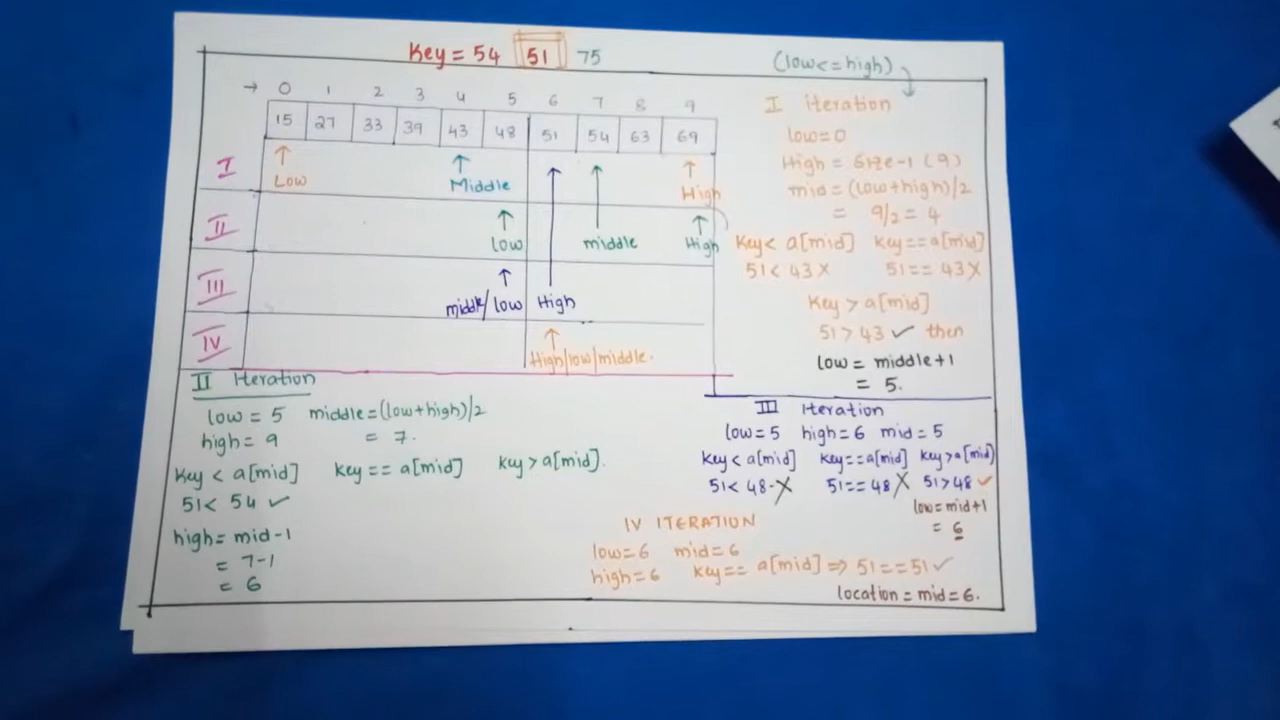 Key = 54 51 75
(low<=high)
→ 0 1 2 3 4 5 6 7 8 9
15 27 33 39 43 48 51 54 63 69
I
Low Middle High
II
low middle High
III
middle/low High
IV
High/low/middle.
I iteration
low=0
High = size-1 (9)
mid = (low+high)/2
= 9/2 = 4
Key< a[mid] Key==a[mid]
51< 43 X 51== 43X
Key > a[mid]
51> 43 ✓ then
low = middle+1
= 5.
II Iteration
low = 5 middle=(low+high)/2
high= 9 = 7.
Key < a[mid] key == a[mid] key > a[mid].
51< 54 ✓
high= mid-1
= 7-1
= 6
III Iteration
low=5 high=6 mid=5
Key < a[mid] Key==a[mid] Key>a[mid)
51< 48-X 51==48 X 51>48 ✓
low=mid+1
= 6
IV ITERATION
low=6 mid=6
high=6 key== a[mid] => 51==51 ✓
location = mid=6.